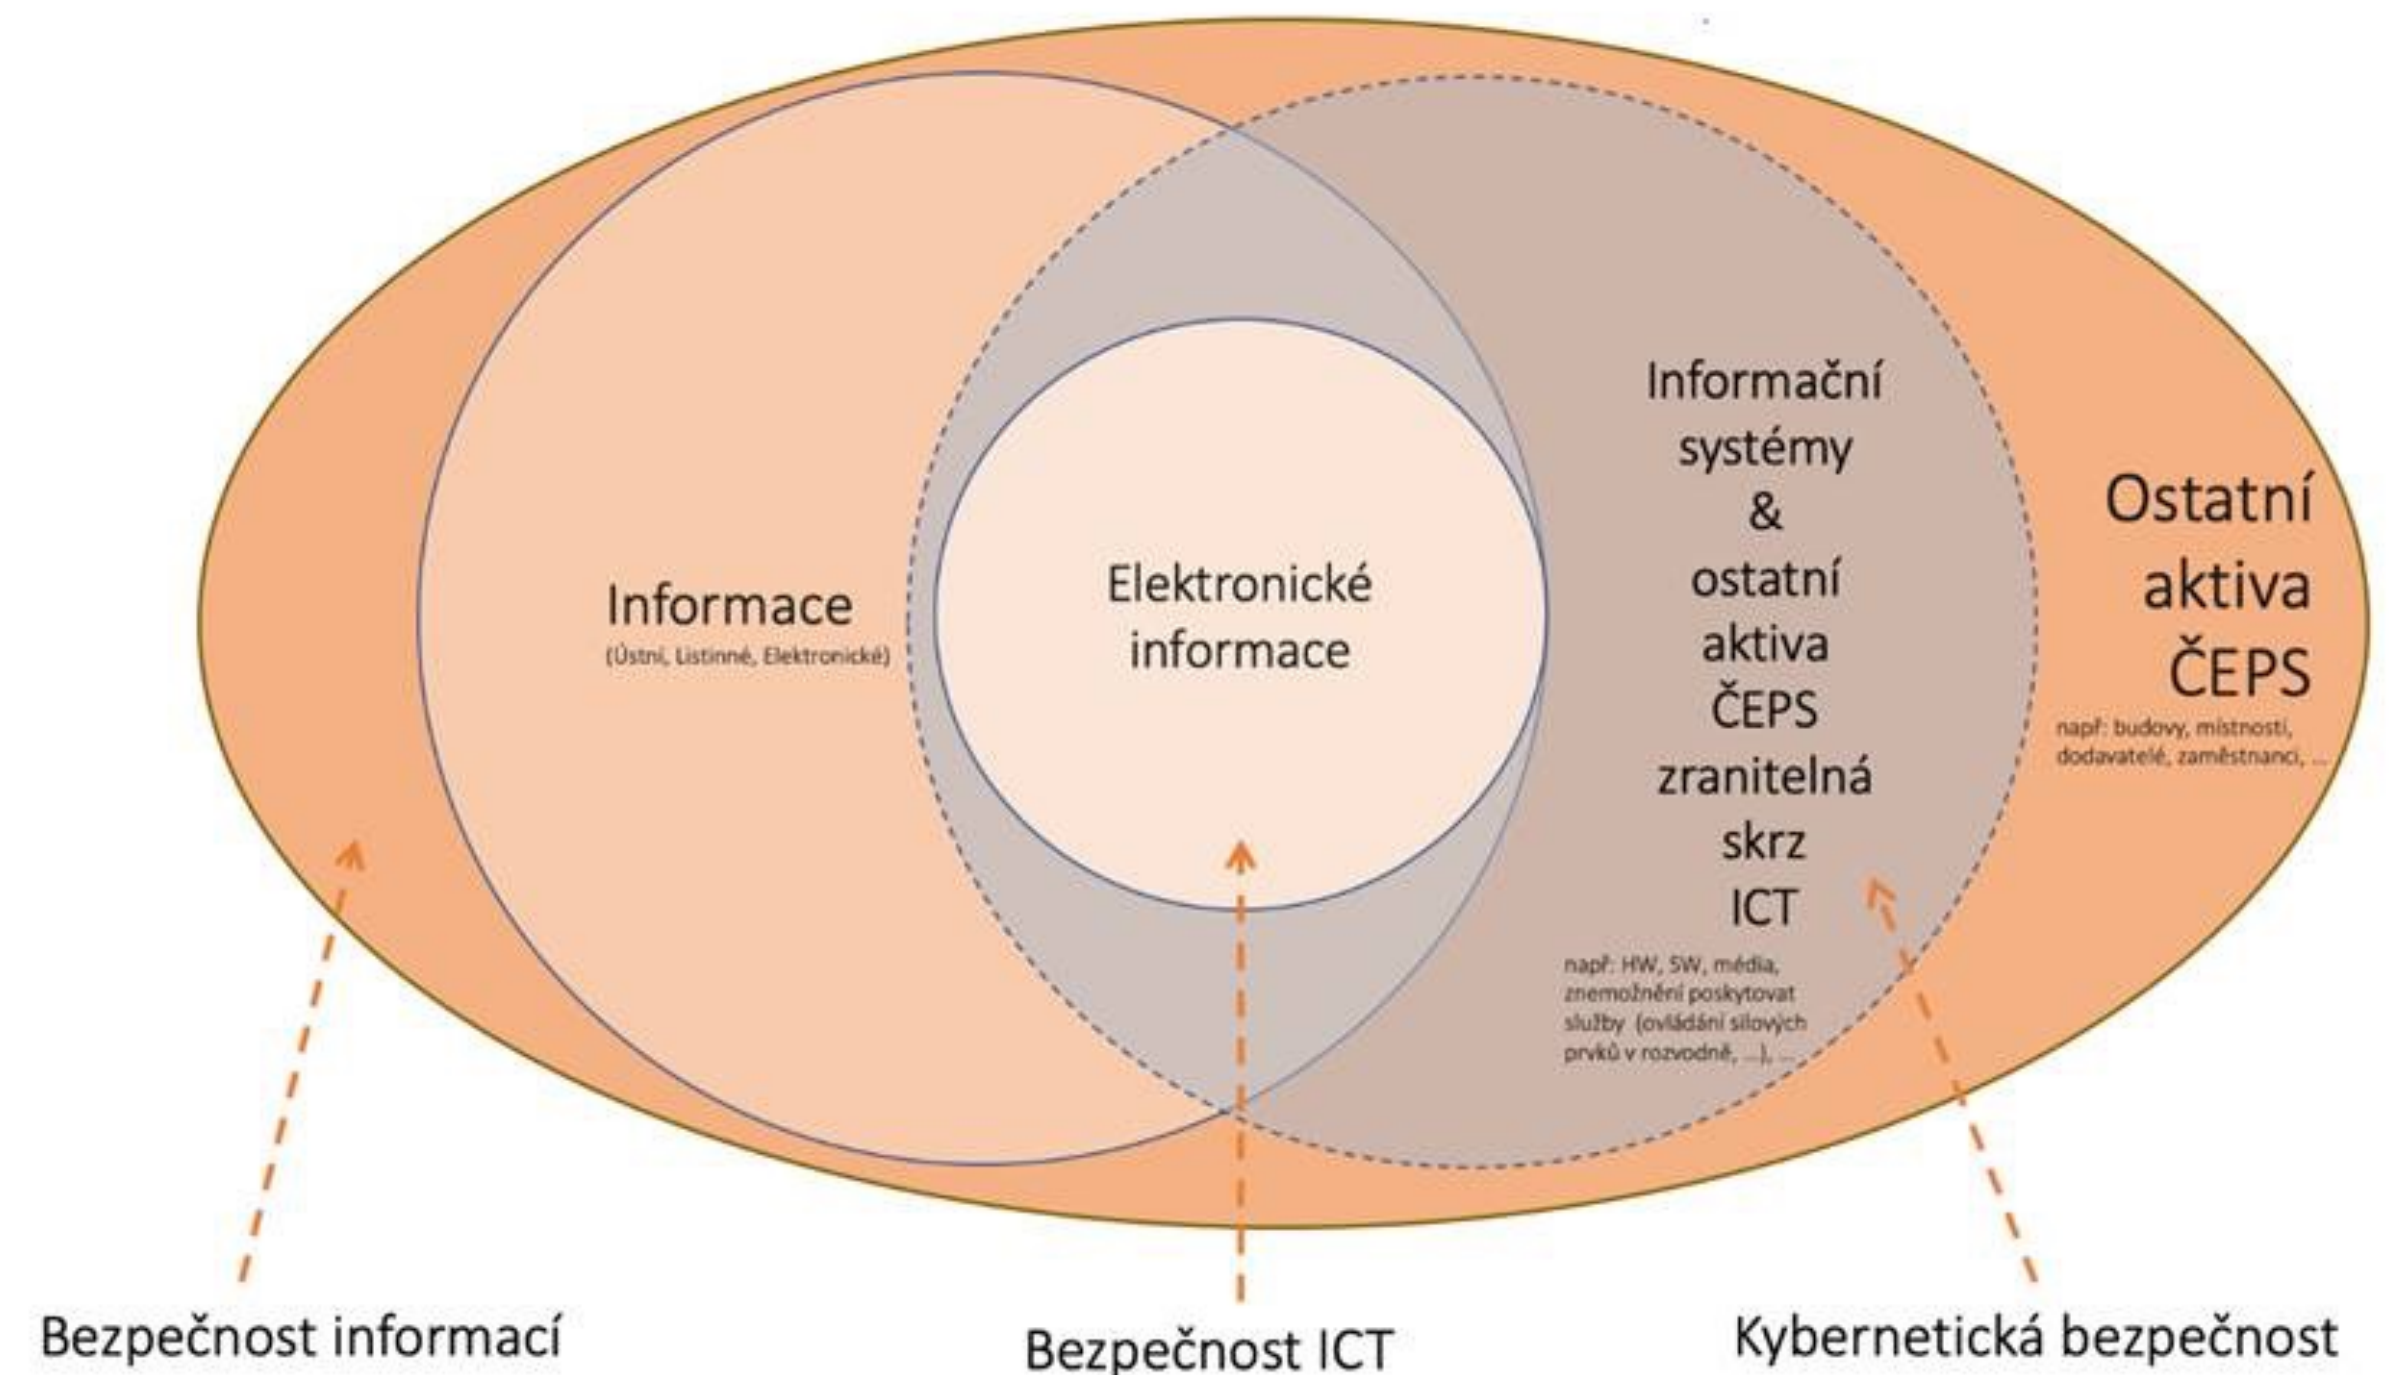 Informace
(Ústní, Listinné, Elektronické)
Elektronické
informace
Informační
systémy
&
ostatní
aktiva
ČEPS
zranitelná
skrz
ICT
např: HW, SW, média,
znemožnění poskytovat
služby (ovládání silových
prvků v rozvodně, ...), ...
Ostatní
aktiva
ČEPS
např: budovy, místnosti,
dodavatelé, zaměstnanci, ...
Bezpečnost informací
Bezpečnost ICT
Kybernetická bezpečnost